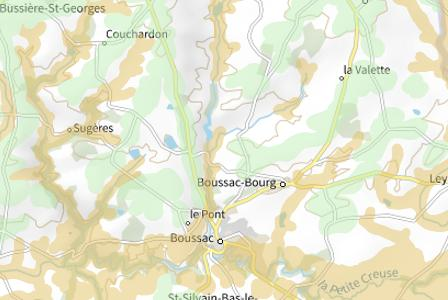 Bussière-St-Georges
Couchardon
la Valette
Sugères
Boussac-Bourg
Ley
le Pont
Boussac
la Petite Creuse
St-Silvain-Bas-le-